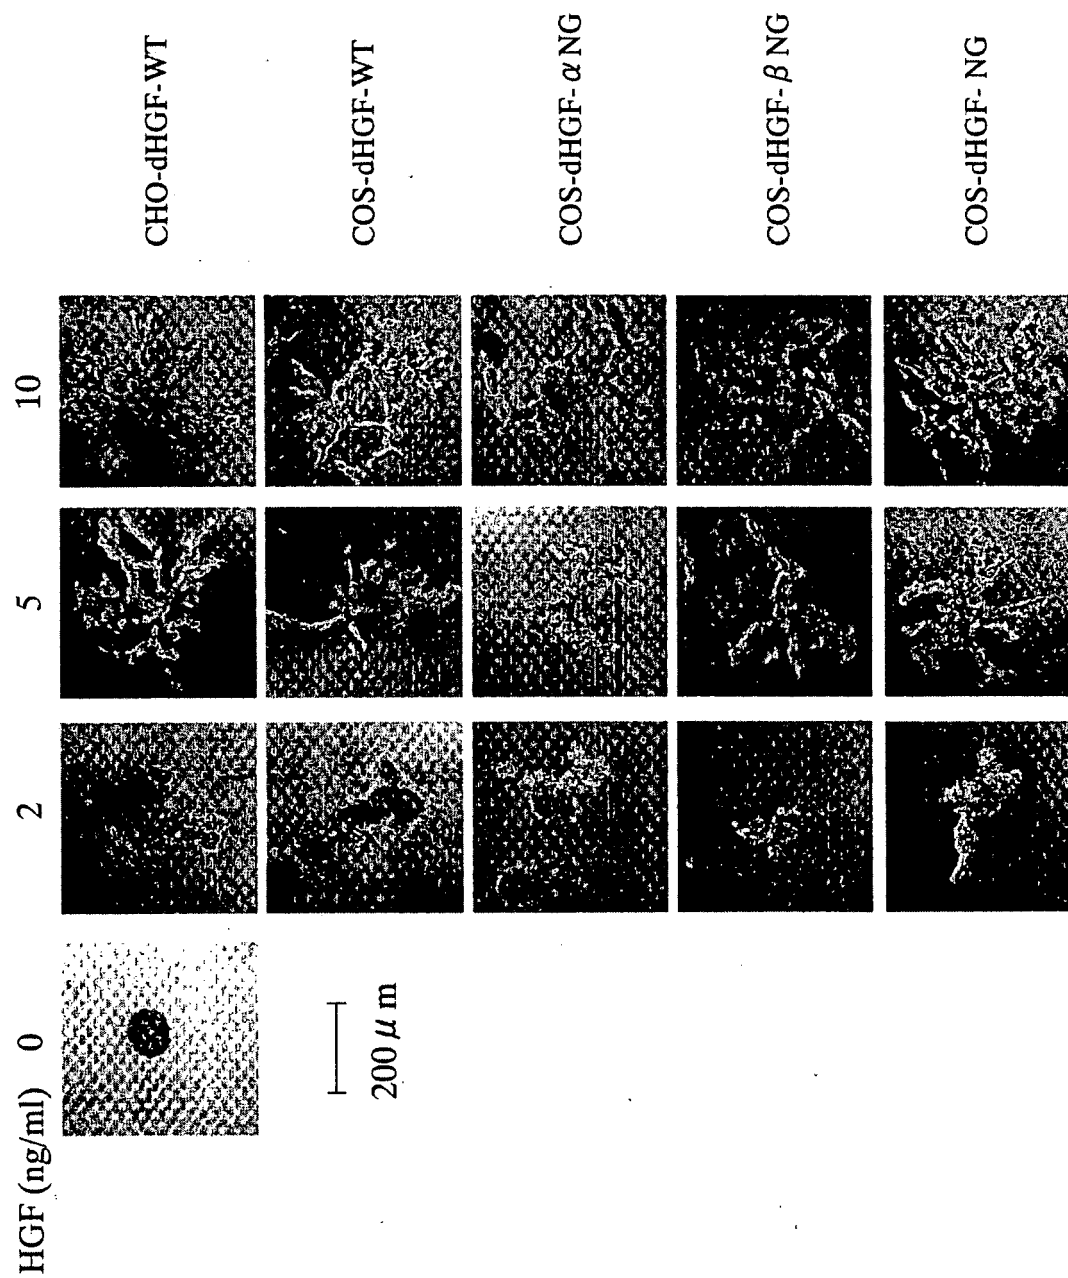 HGF (ng/ml) 0 2 5 10
CHO-dHGF-WT
COS-dHGF-WT
COS-dHGF- α NG
COS-dHGF- β NG
COS-dHGF- NG
200 μ m